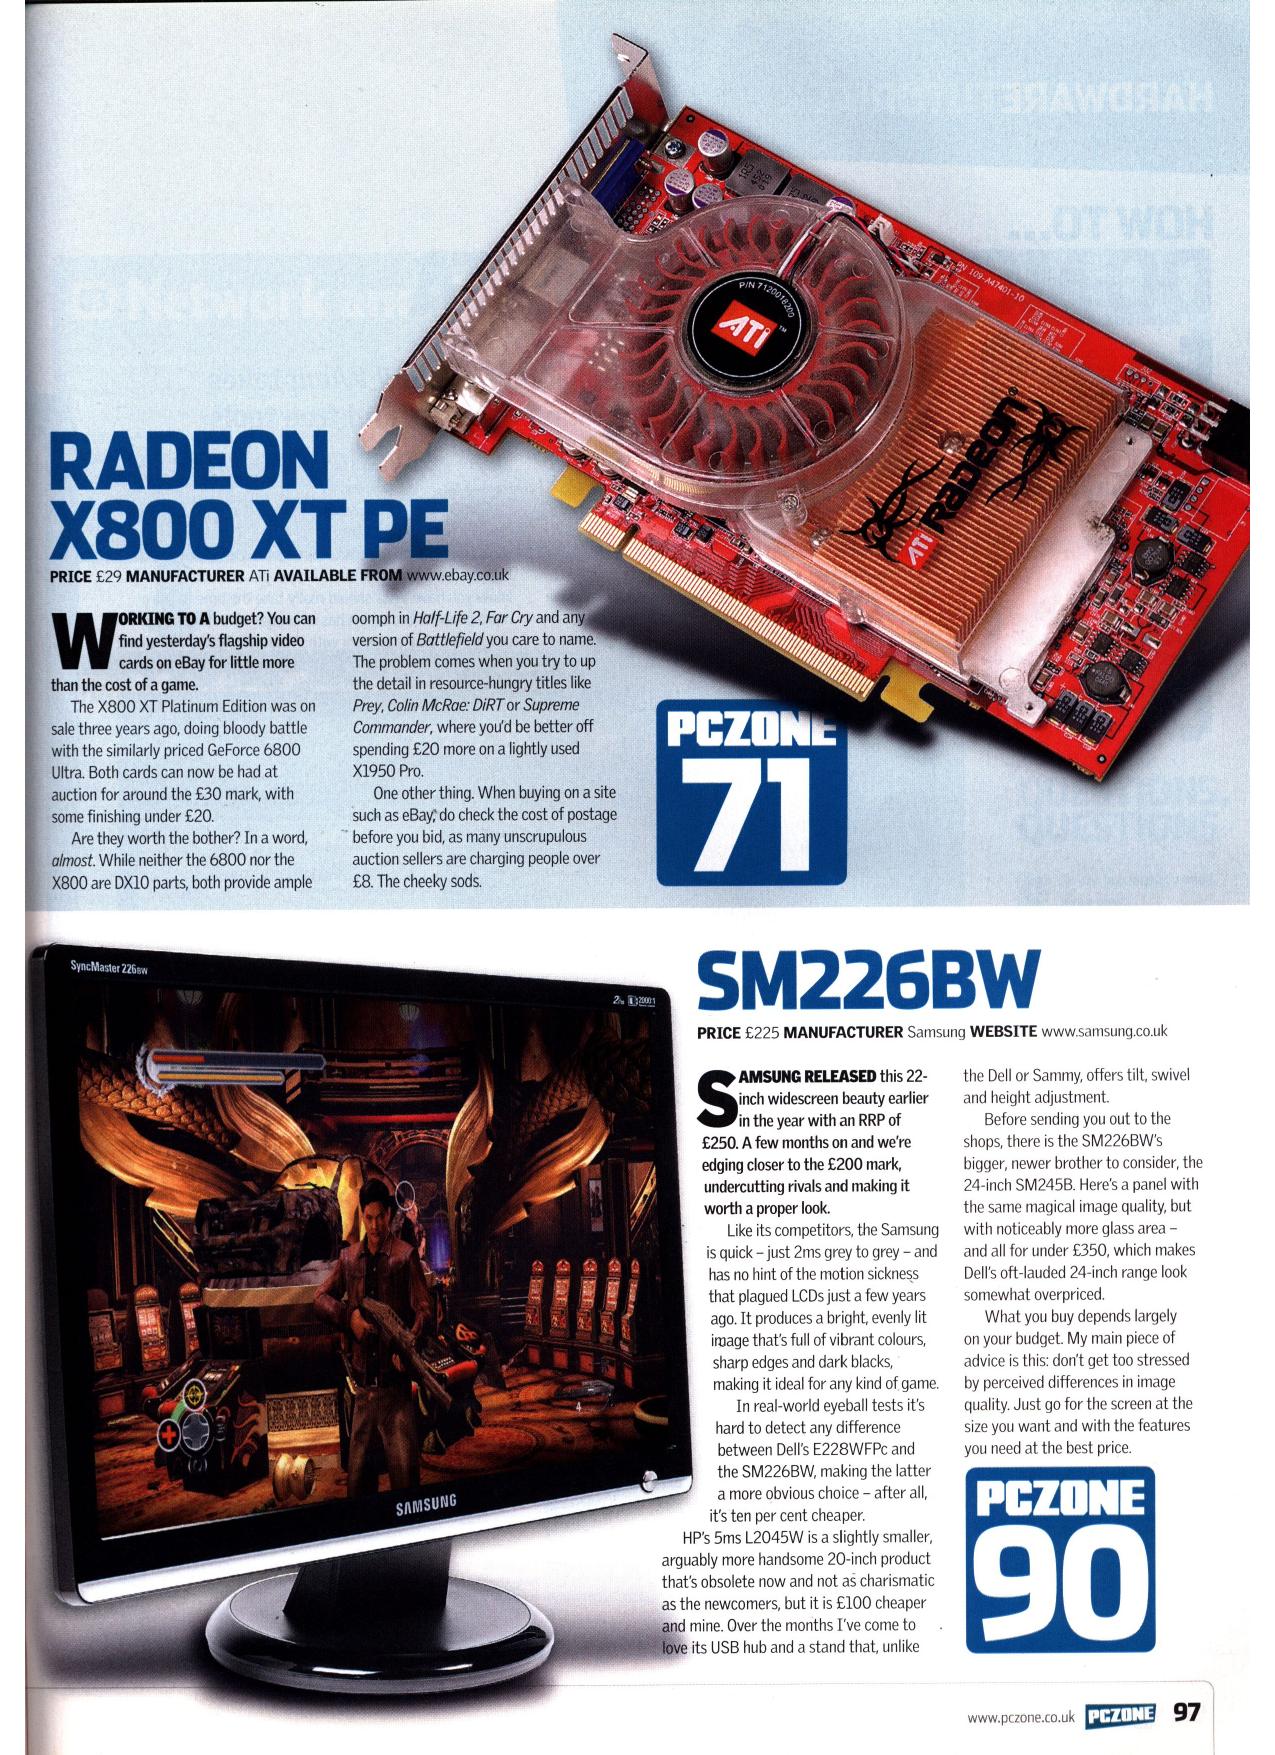 P/N 7120018200
ATi
PN 109-A47401-10
ATi RADEON
RADEON
X800 XT PE
PRICE £29 MANUFACTURER ATi AVAILABLE FROM www.ebay.co.uk
WORKING TO A budget? You can
find yesterday's flagship video
cards on eBay for little more
than the cost of a game.
The X800 XT Platinum Edition was on
sale three years ago, doing bloody battle
with the similarly priced GeForce 6800
Ultra. Both cards can now be had at
auction for around the £30 mark, with
some finishing under £20.
Are they worth the bother? In a word,
almost. While neither the 6800 nor the
X800 are DX10 parts, both provide ample
oomph in Half-Life 2, Far Cry and any
version of Battlefield you care to name.
The problem comes when you try to up
the detail in resource-hungry titles like
Prey, Colin McRae: DiRT or Supreme
Commander, where you'd be better off
spending £20 more on a lightly used
X1950 Pro.
One other thing. When buying on a site
such as eBay, do check the cost of postage
before you bid, as many unscrupulous
auction sellers are charging people over
£8. The cheeky sods.
PCZONE
71
SyncMaster 226BW
2ms 3000:1
4
SAMSUNG
SM226BW
PRICE £225 MANUFACTURER Samsung WEBSITE www.samsung.co.uk
SAMSUNG RELEASED this 22-
inch widescreen beauty earlier
in the year with an RRP of
£250. A few months on and we're
edging closer to the £200 mark,
undercutting rivals and making it
worth a proper look.
Like its competitors, the Samsung
is quick – just 2ms grey to grey – and
has no hint of the motion sickness
that plagued LCDs just a few years
ago. It produces a bright, evenly lit
image that's full of vibrant colours,
sharp edges and dark blacks,
making it ideal for any kind of game.
In real-world eyeball tests it's
hard to detect any difference
between Dell's E228WFPc and
the SM226BW, making the latter
a more obvious choice – after all,
it's ten per cent cheaper.
HP's 5ms L2045W is a slightly smaller,
arguably more handsome 20-inch product
that's obsolete now and not as charismatic
as the newcomers, but it is £100 cheaper
and mine. Over the months I've come to
love its USB hub and a stand that, unlike
the Dell or Sammy, offers tilt, swivel
and height adjustment.
Before sending you out to the
shops, there is the SM226BW's
bigger, newer brother to consider, the
24-inch SM245B. Here's a panel with
the same magical image quality, but
with noticeably more glass area –
and all for under £350, which makes
Dell's oft-lauded 24-inch range look
somewhat overpriced.
What you buy depends largely
on your budget. My main piece of
advice is this: don't get too stressed
by perceived differences in image
quality. Just go for the screen at the
size you want and with the features
you need at the best price.
PCZONE
90
www.pczone.co.uk PCZONE 97